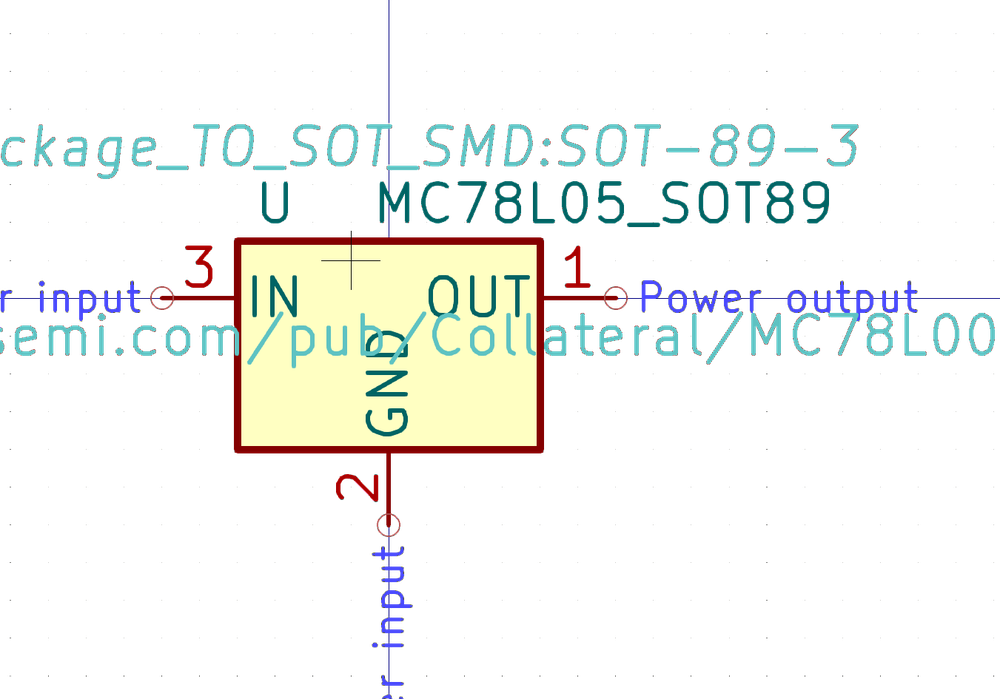 ckage_TO_SOT_SMD:SOT-89-3
U MC78L05_SOT89
3 1
r input IN OUT Power output
semi.com/pub/Collateral/MC78L00
GND
2
er input